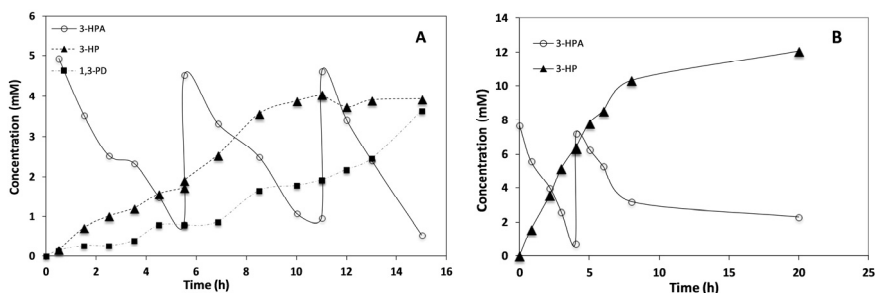 A
3-HPA
3-HP
1,3-PD
Concentration (mM)
6
5
4
3
2
1
0
0 2 4 6 8 10 12 14 16
Time (h)
B
3-HPA
3-HP
Concentration (mM)
14
12
10
8
6
4
2
0
0 5 10 15 20 25
Time (h)